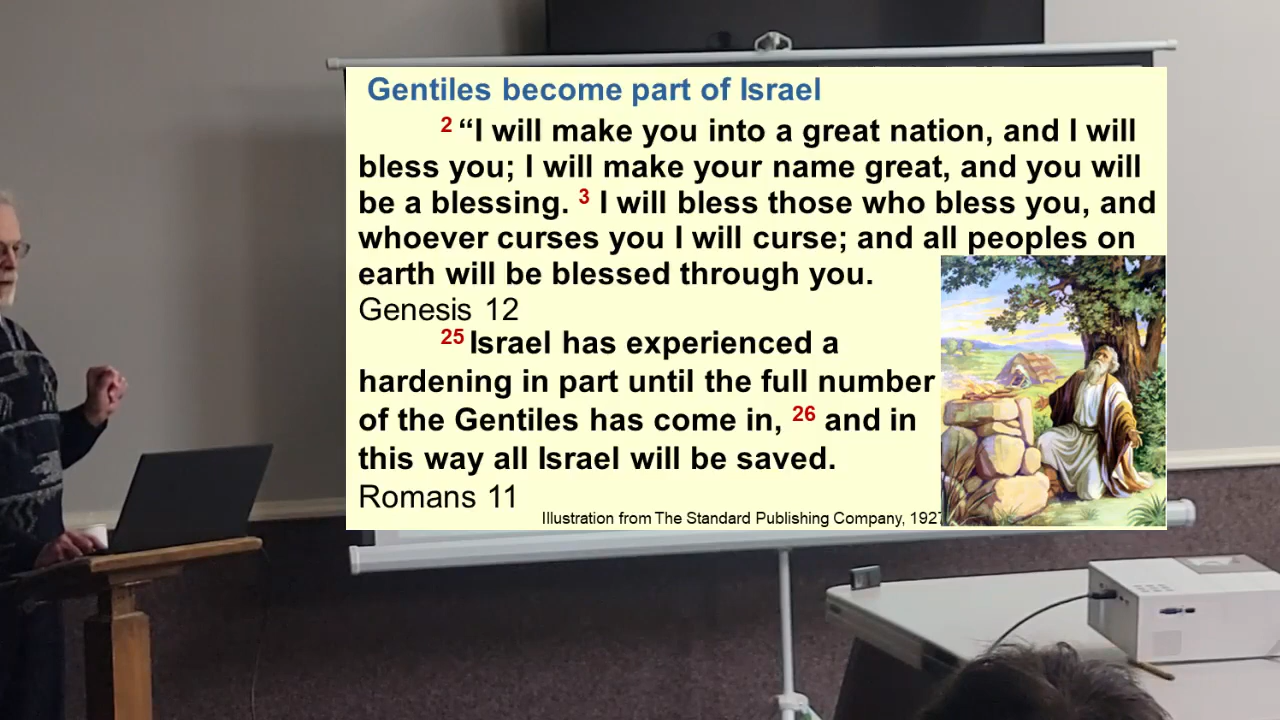 Gentiles become part of Israel
2 “I will make you into a great nation, and I will
bless you; I will make your name great, and you will
be a blessing. 3 I will bless those who bless you, and
whoever curses you I will curse; and all peoples on
earth will be blessed through you.
Genesis 12
25 Israel has experienced a
hardening in part until the full number
of the Gentiles has come in, 26 and in
this way all Israel will be saved.
Romans 11
Illustration from The Standard Publishing Company, 1927